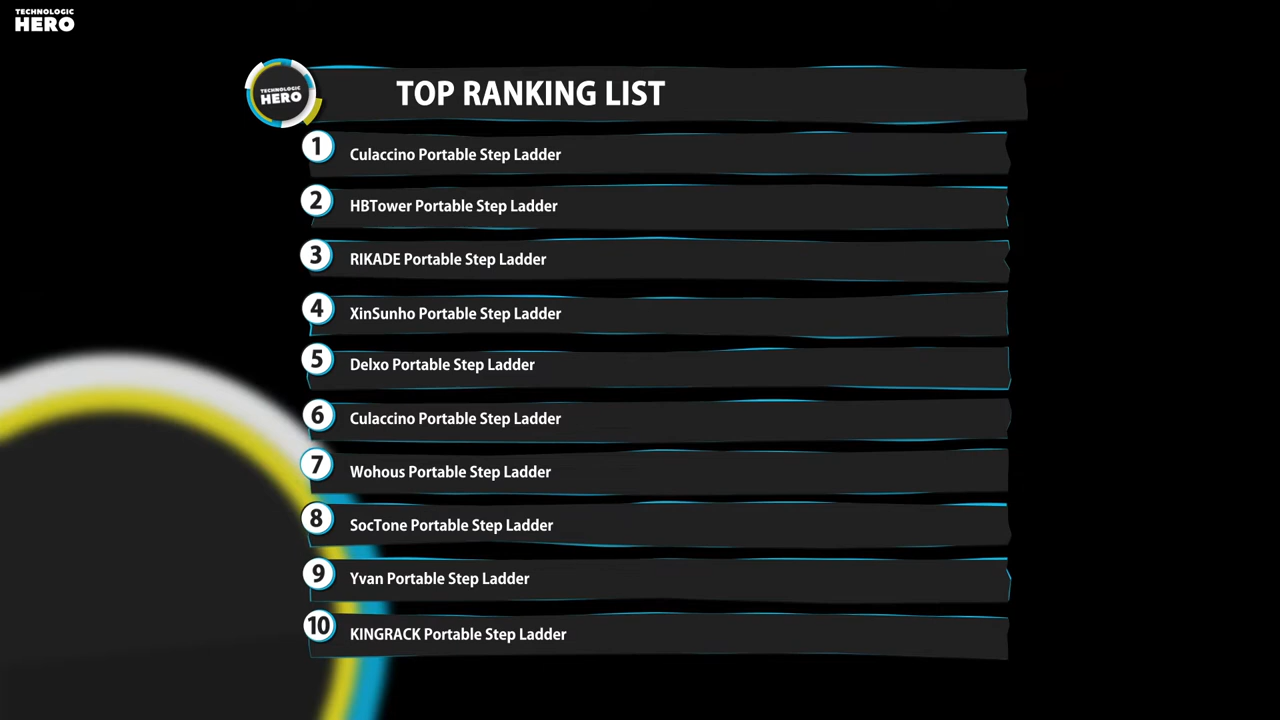 TECHNOLOGIC
HERO
TECHNOLOGIC
HERO
TOP RANKING LIST
1 Culaccino Portable Step Ladder
2 HBTower Portable Step Ladder
3 RIKADE Portable Step Ladder
4 XinSunho Portable Step Ladder
5 Delxo Portable Step Ladder
6 Culaccino Portable Step Ladder
7 Wohous Portable Step Ladder
8 SocTone Portable Step Ladder
9 Yvan Portable Step Ladder
10 KINGRACK Portable Step Ladder